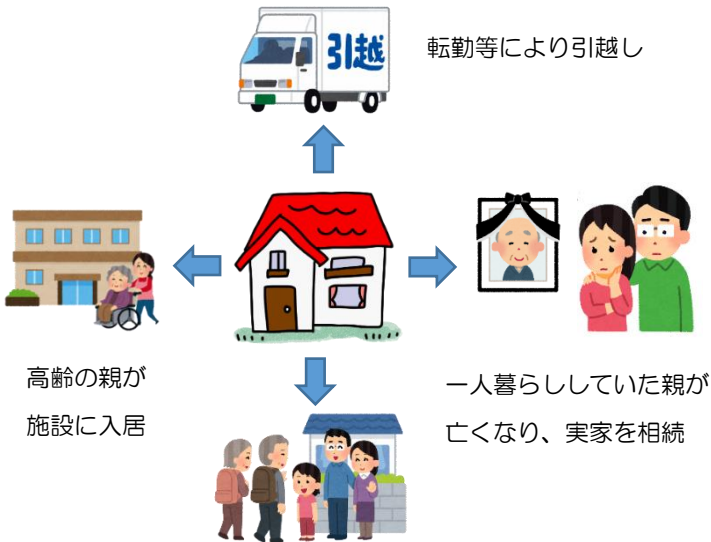 引越
転勤等により引越し
高齢の親が
施設に入居
一人暮らししていた親が
亡くなり、実家を相続